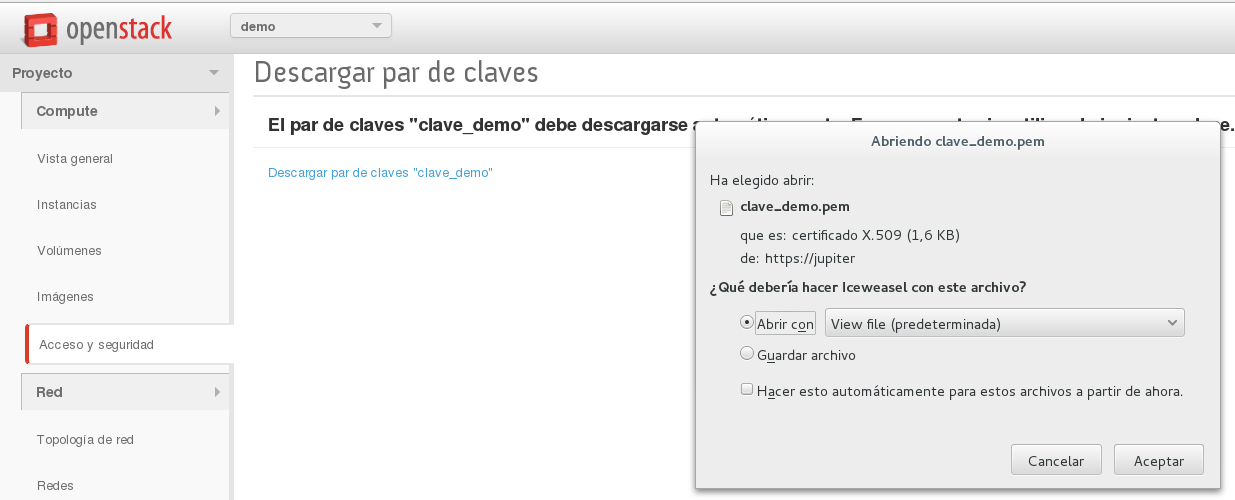 openstack
demo
Proyecto
Compute
Vista general
Instancias
Volúmenes
Imágenes
Acceso y seguridad
Red
Topología de red
Redes
Descargar par de claves
El par de claves "clave_demo" debe descargarse
Descargar par de claves "clave_demo"
Abriendo clave_demo.pem
Ha elegido abrir:
clave_demo.pem
que es: certificado X.509 (1,6 KB)
de: https://jupiter
¿Qué debería hacer Iceweasel con este archivo?
Abrir con
View file (predeterminada)
Guardar archivo
Hacer esto automáticamente para estos archivos a partir de ahora.
Cancelar
Aceptar